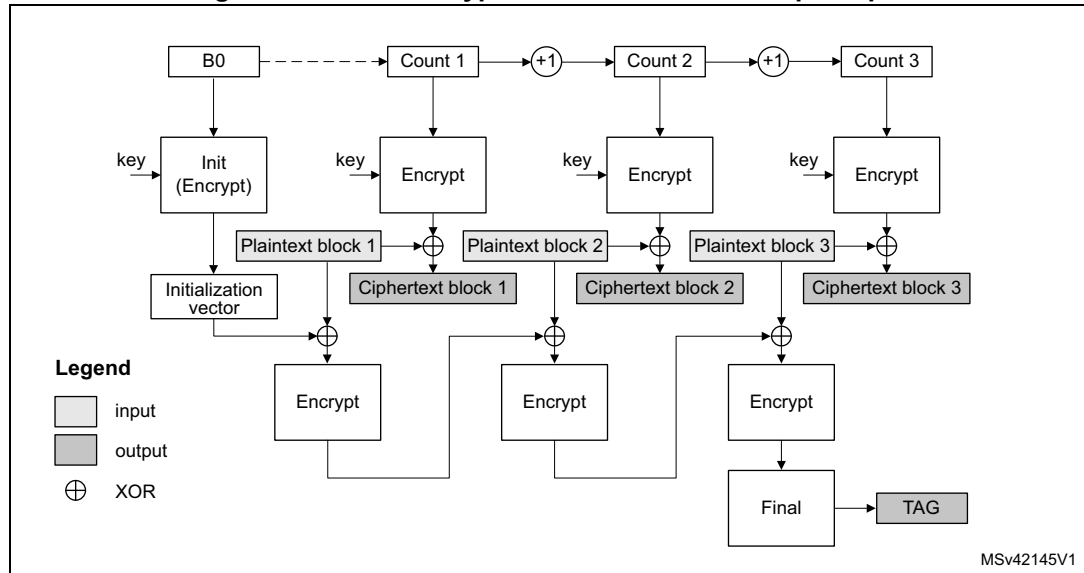 B0
Count 1
+1
Count 2
+1
Count 3
key
Init
(Encrypt)
key
Encrypt
key
Encrypt
key
Encrypt
Plaintext block 1
Plaintext block 2
Plaintext block 3
Ciphertext block 1
Ciphertext block 2
Ciphertext block 3
Initialization
vector
Legend
input
output
XOR
Encrypt
Encrypt
Encrypt
Final
TAG
MSv42145V1